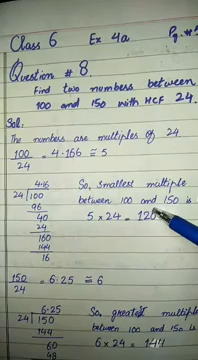 Class 6 Ex 4a Pg.#
Question # 8.
Find two numbers between
100 and 150 with HCF 24.
Sol:
The numbers are multiples of 24.
100/24 = 4.166 ≅ 5
4.16
24 100
96
40
24
160
144
16
So, smallest multiple
between 100 and 150 is
5 × 24 = 120
150/24 = 6.25 ≅ 6
6.25
24 150
144
60
48
So, greatest multipl
between 100 and 150 is
6 × 24 = 144